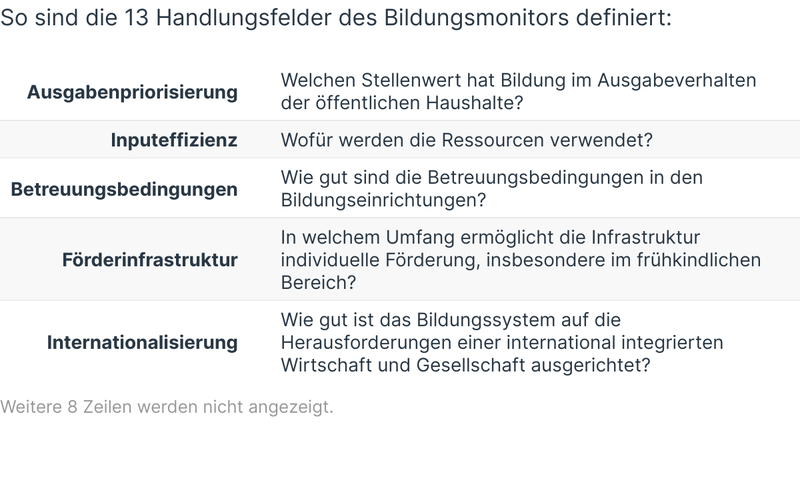 So sind die 13 Handlungsfelder des Bildungsmonitors definiert:
Ausgabenpriorisierung
Welchen Stellenwert hat Bildung im Ausgabeverhalten
der öffentlichen Haushalte?
Inputeffizienz
Wofür werden die Ressourcen verwendet?
Betreuungsbedingungen
Wie gut sind die Betreuungsbedingungen in den
Bildungseinrichtungen?
Förderinfrastruktur
In welchem Umfang ermöglicht die Infrastruktur
individuelle Förderung, insbesondere im frühkindlichen
Bereich?
Internationalisierung
Wie gut ist das Bildungssystem auf die
Herausforderungen einer international integrierten
Wirtschaft und Gesellschaft ausgerichtet?
Weitere 8 Zeilen werden nicht angezeigt.